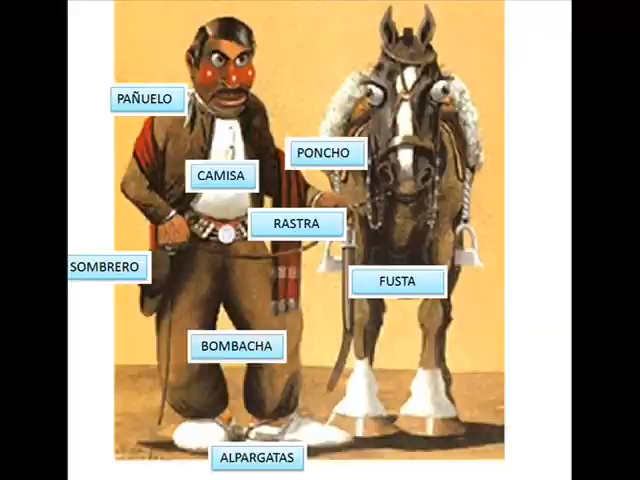 PAÑUELO
PONCHO
CAMISA
RASTRA
SOMBRERO
FUSTA
BOMBACHA
ALPARGATAS